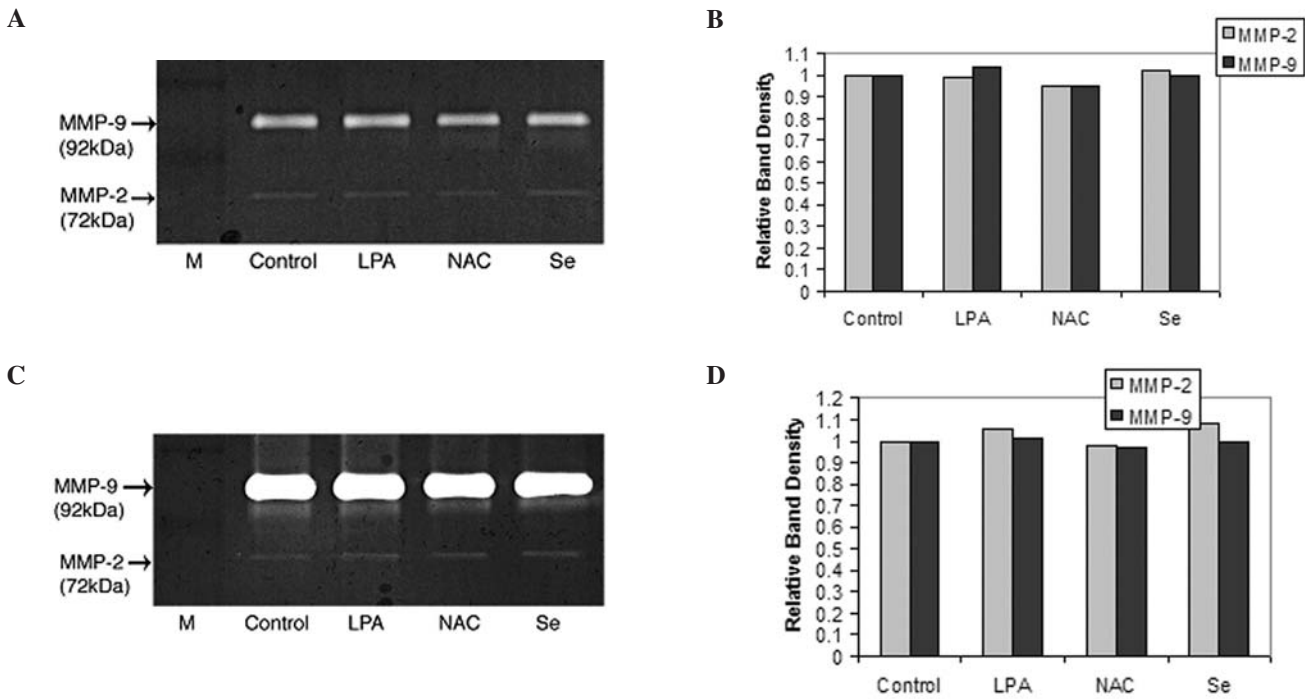 A
MMP-9
(92kDa)
MMP-2
(72kDa)
M Control LPA NAC Se
B
MMP-2
MMP-9
Relative Band Density
1.1
1
0.9
0.8
0.7
0.6
0.5
0.4
0.3
0.2
0.1
0
Control LPA NAC Se
C
MMP-9
(92kDa)
MMP-2
(72kDa)
M Control LPA NAC Se
D
MMP-2
MMP-9
Relative Band Density
1.2
1.1
1
0.9
0.8
0.7
0.6
0.5
0.4
0.3
0.2
0.1
0
Control LPA NAC Se